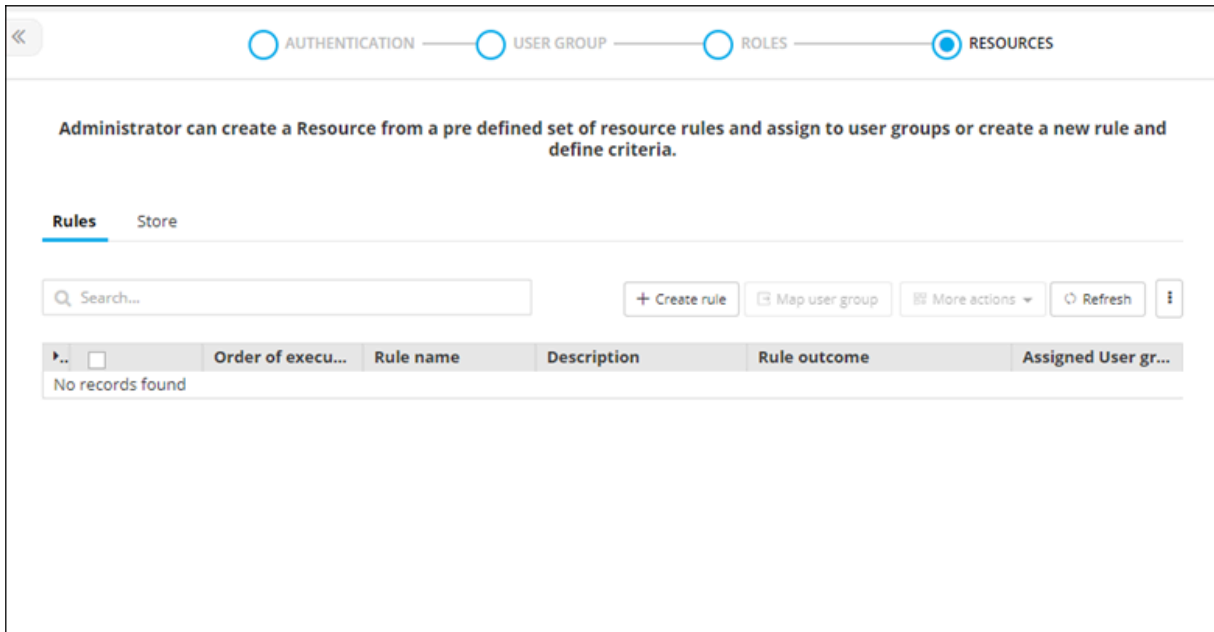 AUTHENTICATION USER GROUP ROLES RESOURCES
Administrator can create a Resource from a pre defined set of resource rules and assign to user groups or create a new rule and
define criteria.
Rules Store
Search... + Create rule Map user group More actions Refresh
.. Order of execu... Rule name Description Rule outcome Assigned User gr...
No records found